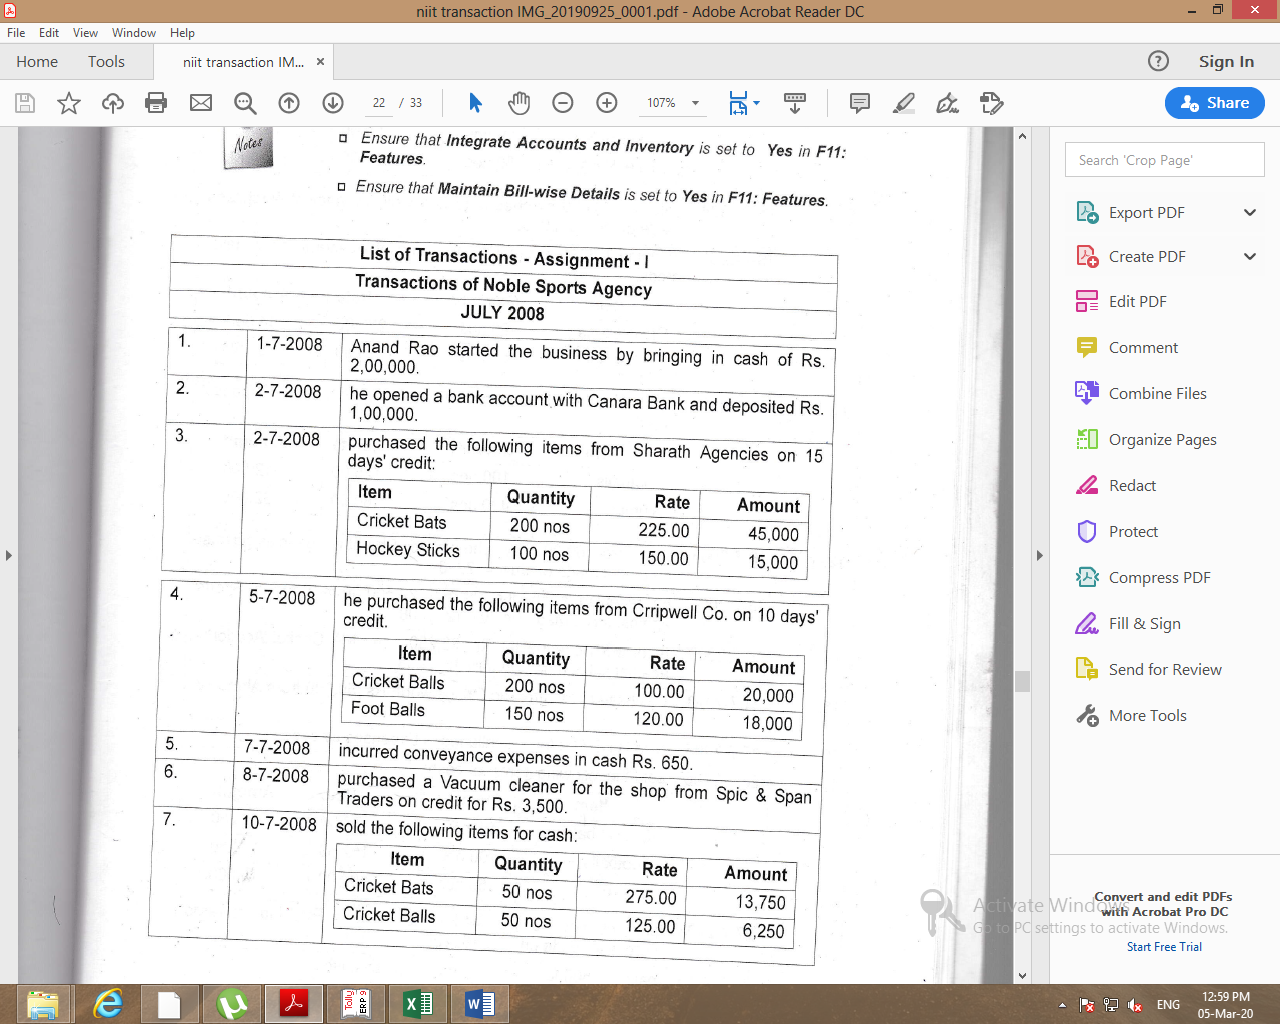 niit transaction IMG_20190925_0001.pdf - Adobe Acrobat Reader DC
File Edit View Window Help
Home Tools niit transaction IM... × Sign In
22 / 33 107% Share
Notes
Ensure that Integrate Accounts and Inventory is set to Yes in F11:
Features.
Ensure that Maintain Bill-wise Details is set to Yes in F11: Features.
List of Transactions - Assignment - I
Transactions of Noble Sports Agency
JULY 2008
1. 1-7-2008 Anand Rao started the business by bringing in cash of Rs.
2,00,000.
2. 2-7-2008 he opened a bank account with Canara Bank and deposited Rs.
1,00,000.
3. 2-7-2008 purchased the following items from Sharath Agencies on 15
days' credit:
Item Quantity Rate Amount
Cricket Bats 200 nos 225.00 45,000
Hockey Sticks 100 nos 150.00 15,000
4. 5-7-2008 he purchased the following items from Crripwell Co. on 10 days'
credit.
Item Quantity Rate Amount
Cricket Balls 200 nos 100.00 20,000
Foot Balls 150 nos 120.00 18,000
5. 7-7-2008 incurred conveyance expenses in cash Rs. 650.
6. 8-7-2008 purchased a Vacuum cleaner for the shop from Spic & Span
Traders on credit for Rs. 3,500.
7. 10-7-2008 sold the following items for cash:
Item Quantity Rate Amount
Cricket Bats 50 nos 275.00 13,750
Cricket Balls 50 nos 125.00 6,250
Search 'Crop Page'
Export PDF
Create PDF
Edit PDF
Comment
Combine Files
Organize Pages
Redact
Protect
Compress PDF
Fill & Sign
Send for Review
More Tools
Convert and edit PDFs
with Acrobat Pro DC
Start Free Trial
Activate Windows
Go to PC settings to activate Windows.
Tally
ERP 9
ENG
12:59 PM
05-Mar-20